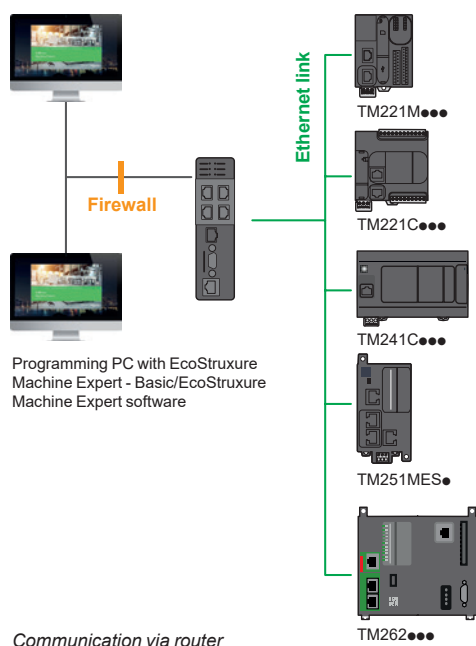 Ethernet link
TM221M●●●
Firewall
TM221C●●●
TM241C●●●
Programming PC with EcoStruxure
Machine Expert - Basic/EcoStruxure
Machine Expert software
TM251MES●
TM262●●●
Communication via router